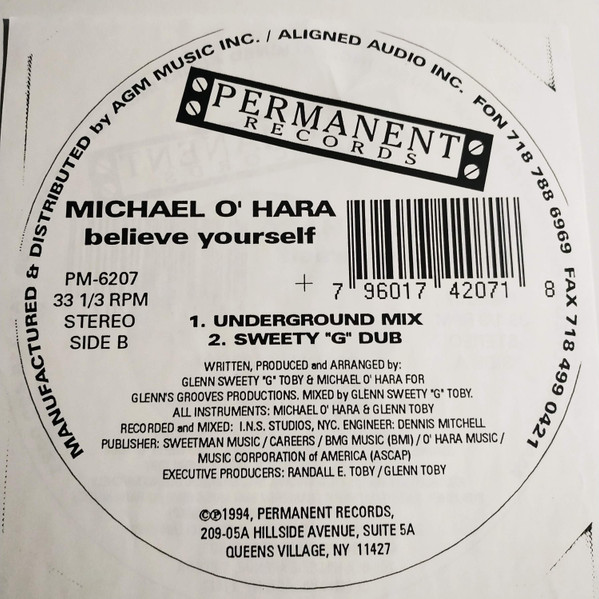 MANUFACTURED & DISTRIBUTED by AGM MUSIC INC. / ALIGNED AUDIO INC. FON 718 788 6969 FAX 718 499 0421
PERMANENT
RECORDS
MICHAEL O' HARA
believe yourself
PM-6207
33 1/3 RPM
STEREO
SIDE B
7 96017 42071 8
1. UNDERGROUND MIX
2. SWEETY "G" DUB
WRITTEN, PRODUCED and ARRANGED by:
GLENN SWEETY "G" TOBY & MICHAEL O' HARA FOR
GLENN'S GROOVES PRODUCTIONS. MIXED by GLENN SWEETY "G" TOBY.
ALL INSTRUMENTS: MICHAEL O' HARA & GLENN TOBY
RECORDED and MIXED: I.N.S. STUDIOS, NYC. ENGINEER: DENNIS MITCHELL
PUBLISHER: SWEETMAN MUSIC / CAREERS / BMG MUSIC (BMI) / O' HARA MUSIC /
MUSIC CORPORATION of AMERICA (ASCAP)
EXECUTIVE PRODUCERS: RANDALL E. TOBY / GLENN TOBY
©℗1994, PERMANENT RECORDS,
209-05A HILLSIDE AVENUE, SUITE 5A
QUEENS VILLAGE, NY 11427